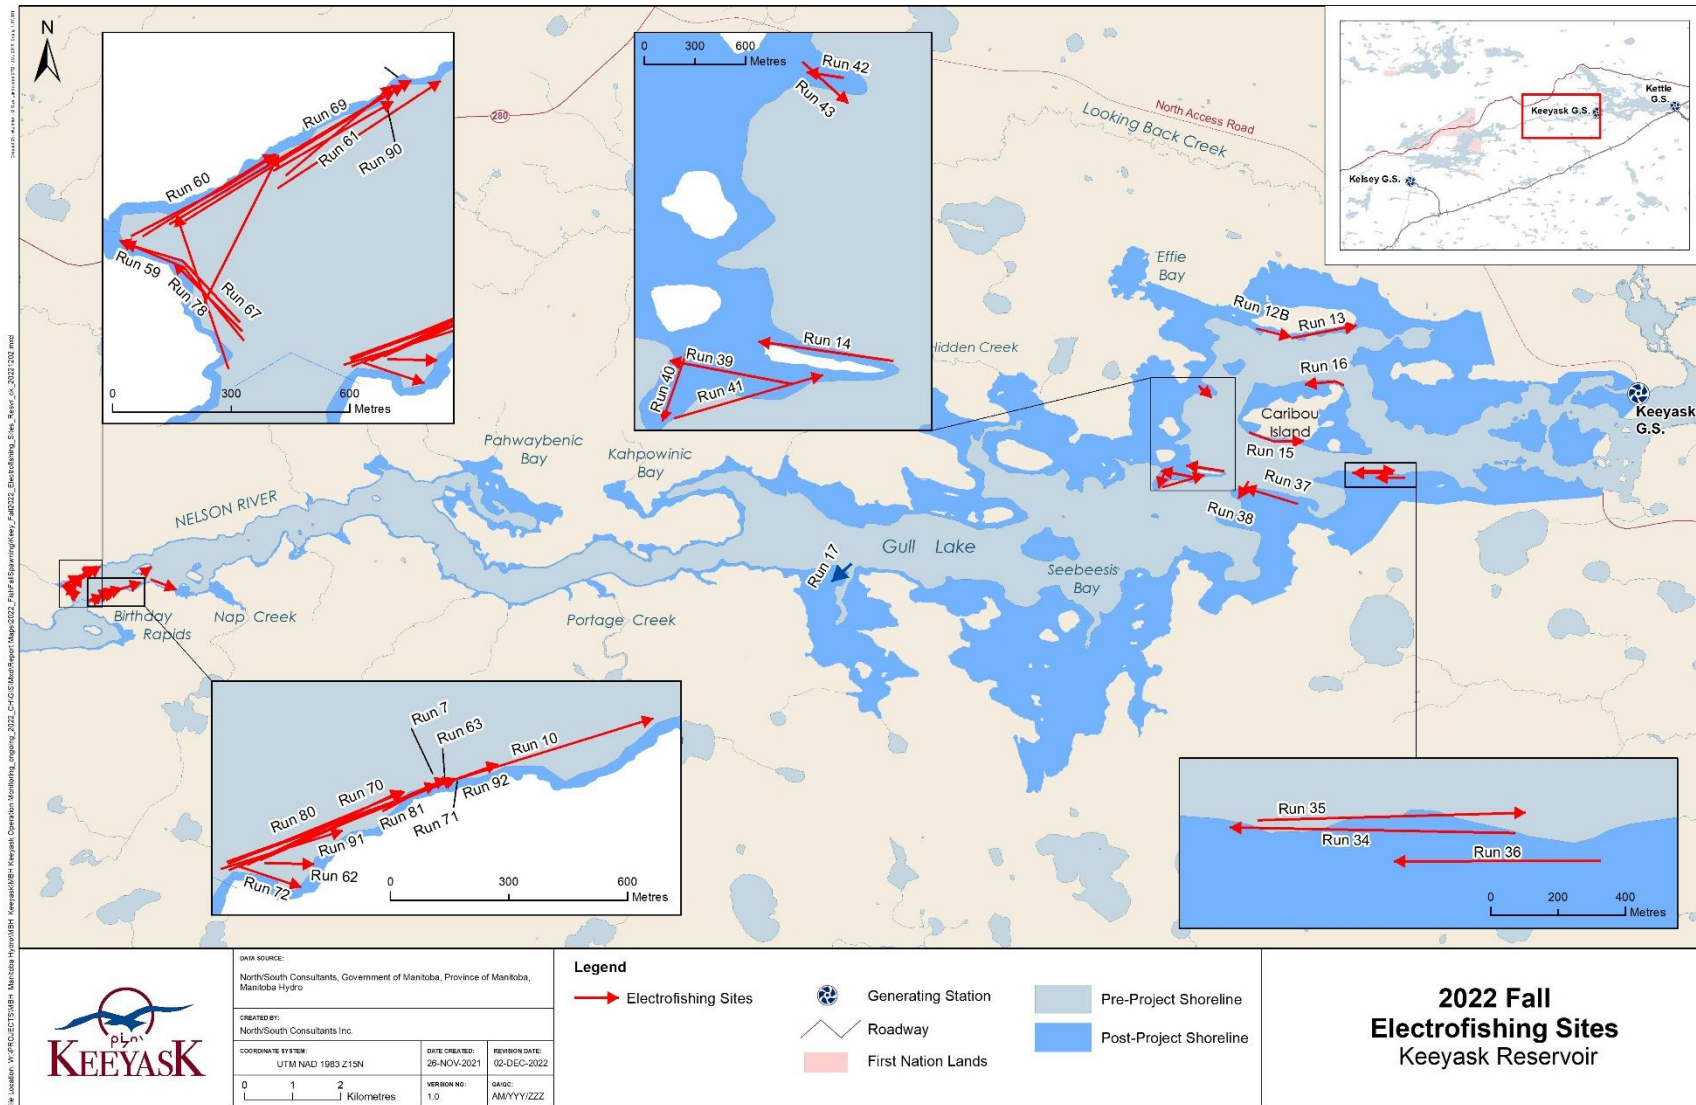 N
280
North Access Road
Looking Back Creek
Kettle
G.S.
Keeyask G.S.
Kelsey G.S.
Run 69
Run 61
Run 90
Run 60
Run 59
Run 78
Run 67
0 300 600
Metres
0 300 600
Metres
Run 42
Run 43
Run 14
Run 39
Run 40
Run 41
Effie
Bay
Run 12B
Run 13
Hidden Creek
Run 16
Caribou
Island
Run 15
Run 37
Run 38
Keeyask
G.S.
Pahwaybenic
Bay
Kahpowinic
Bay
NELSON RIVER
Gull Lake
Run 17
Seebeesis
Bay
Birthday
Rapids
Nap Creek
Portage Creek
Run 7
Run 63
Run 10
Run 70
Run 80
Run 92
Run 81
Run 71
Run 91
Run 62
Run 72
0 300 600
Metres
Run 35
Run 34
Run 36
0 200 400
Metres
KEEYASK
DATA SOURCE:
North/South Consultants, Government of Manitoba, Province of Manitoba,
Manitoba Hydro
CREATED BY:
North/South Consultants Inc.
COORDINATE SYSTEM:
UTM NAD 1983 Z15N
DATE CREATED:
26-NOV-2021
REVISION DATE:
02-DEC-2022
0 1 2
Kilometres
VERSION NO:
1.0
QA/QC:
AM/YYY/ZZZ
Legend
Electrofishing Sites
Generating Station
Roadway
First Nation Lands
Pre-Project Shoreline
Post-Project Shoreline
2022 Fall
Electrofishing Sites
Keeyask Reservoir